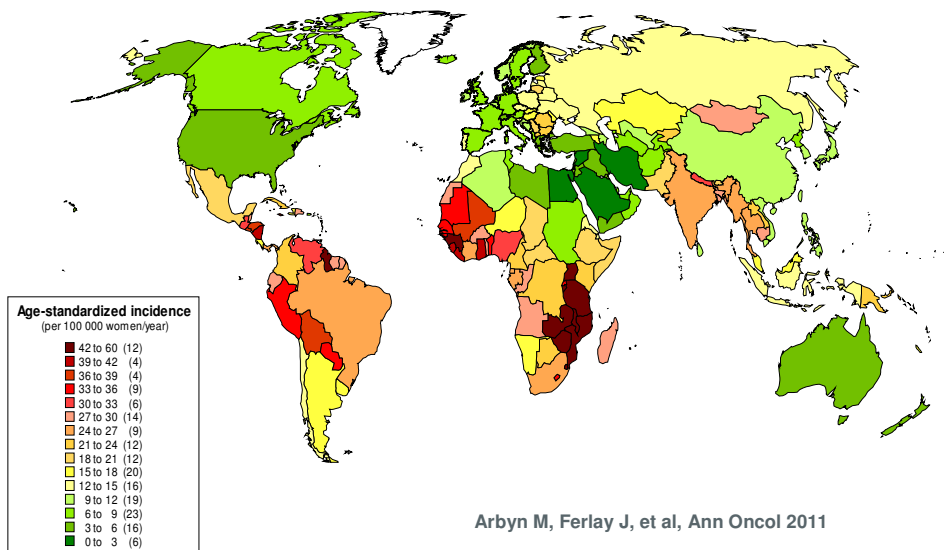 Age-standardized incidence
(per 100 000 women/year)
42 to 60 (12)
39 to 42 (4)
36 to 39 (4)
33 to 36 (9)
30 to 33 (6)
27 to 30 (14)
24 to 27 (9)
21 to 24 (12)
18 to 21 (12)
15 to 18 (20)
12 to 15 (16)
9 to 12 (19)
6 to 9 (23)
3 to 6 (16)
0 to 3 (6)
Arbyn M, Ferlay J, et al, Ann Oncol 2011